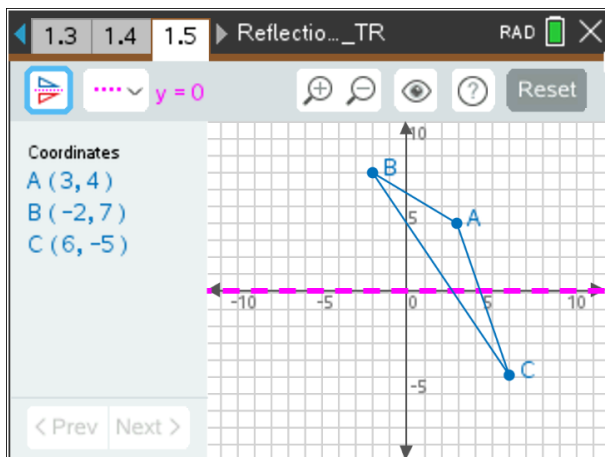 1.3 1.4 1.5 Reflectio..._TR RAD
y = 0 ? Reset
Coordinates
A (3, 4)
B (-2, 7)
C (6, -5)
< Prev Next >
10
B
5
A
-10 -5 0 5 10
C
-5